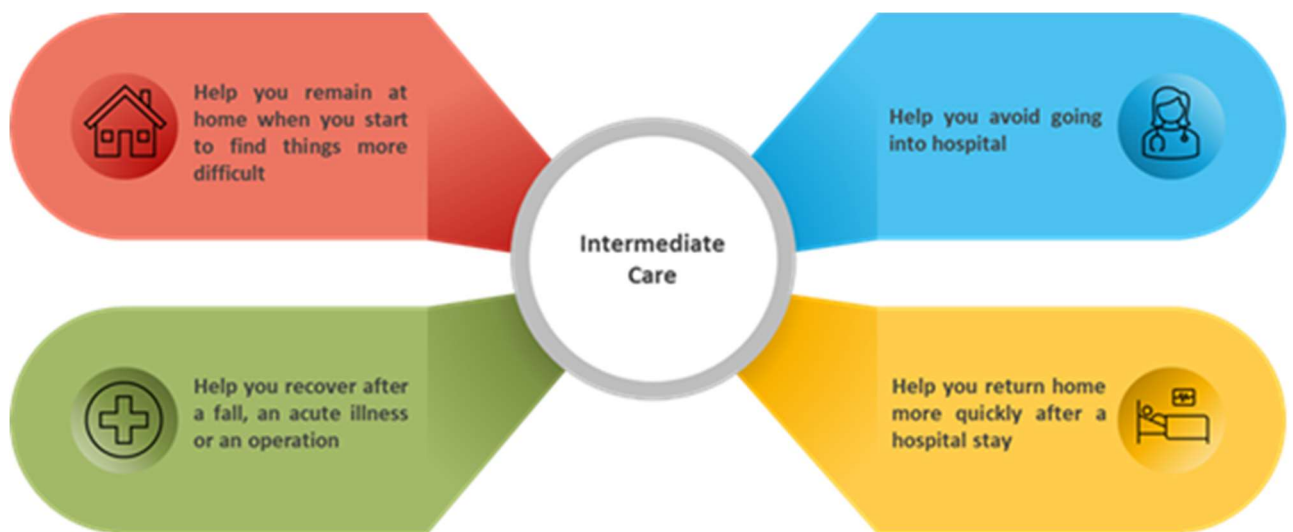 Help you remain at
home when you start
to find things more
difficult
Help you avoid going
into hospital
Intermediate
Care
Help you recover after
a fall, an acute illness
or an operation
Help you return home
more quickly after a
hospital stay